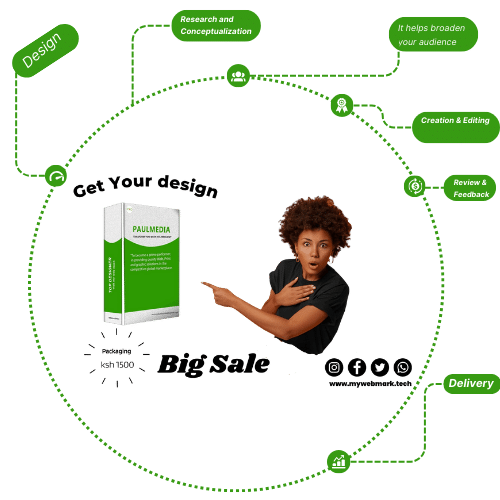 Design
Research and
Conceptualization
It helps broaden
your audience
Creation & Editing
Review &
Feedback
Get Your design
PAULMEDIA
Packaging
ksh 1500
Big Sale
www.mywebmark.tech
Delivery